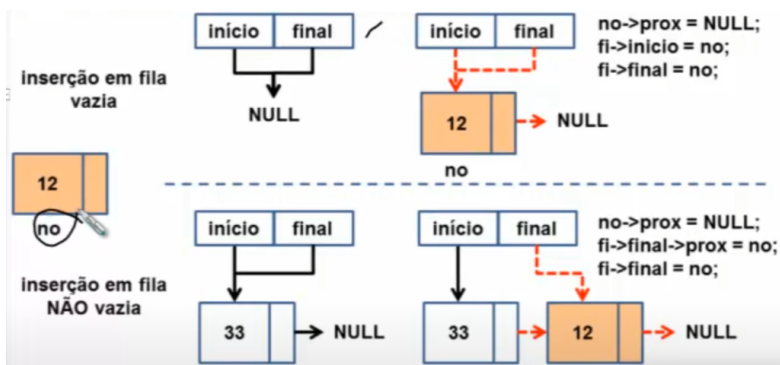 início final
início final
no->prox = NULL;
fi->inicio = no;
fi->final = no;
inserção em fila
vazia
NULL
12
NULL
no
12
no
início final
início final
no->prox = NULL;
fi->final->prox = no;
fi->final = no;
inserção em fila
NÃO vazia
33
NULL
33
12
NULL